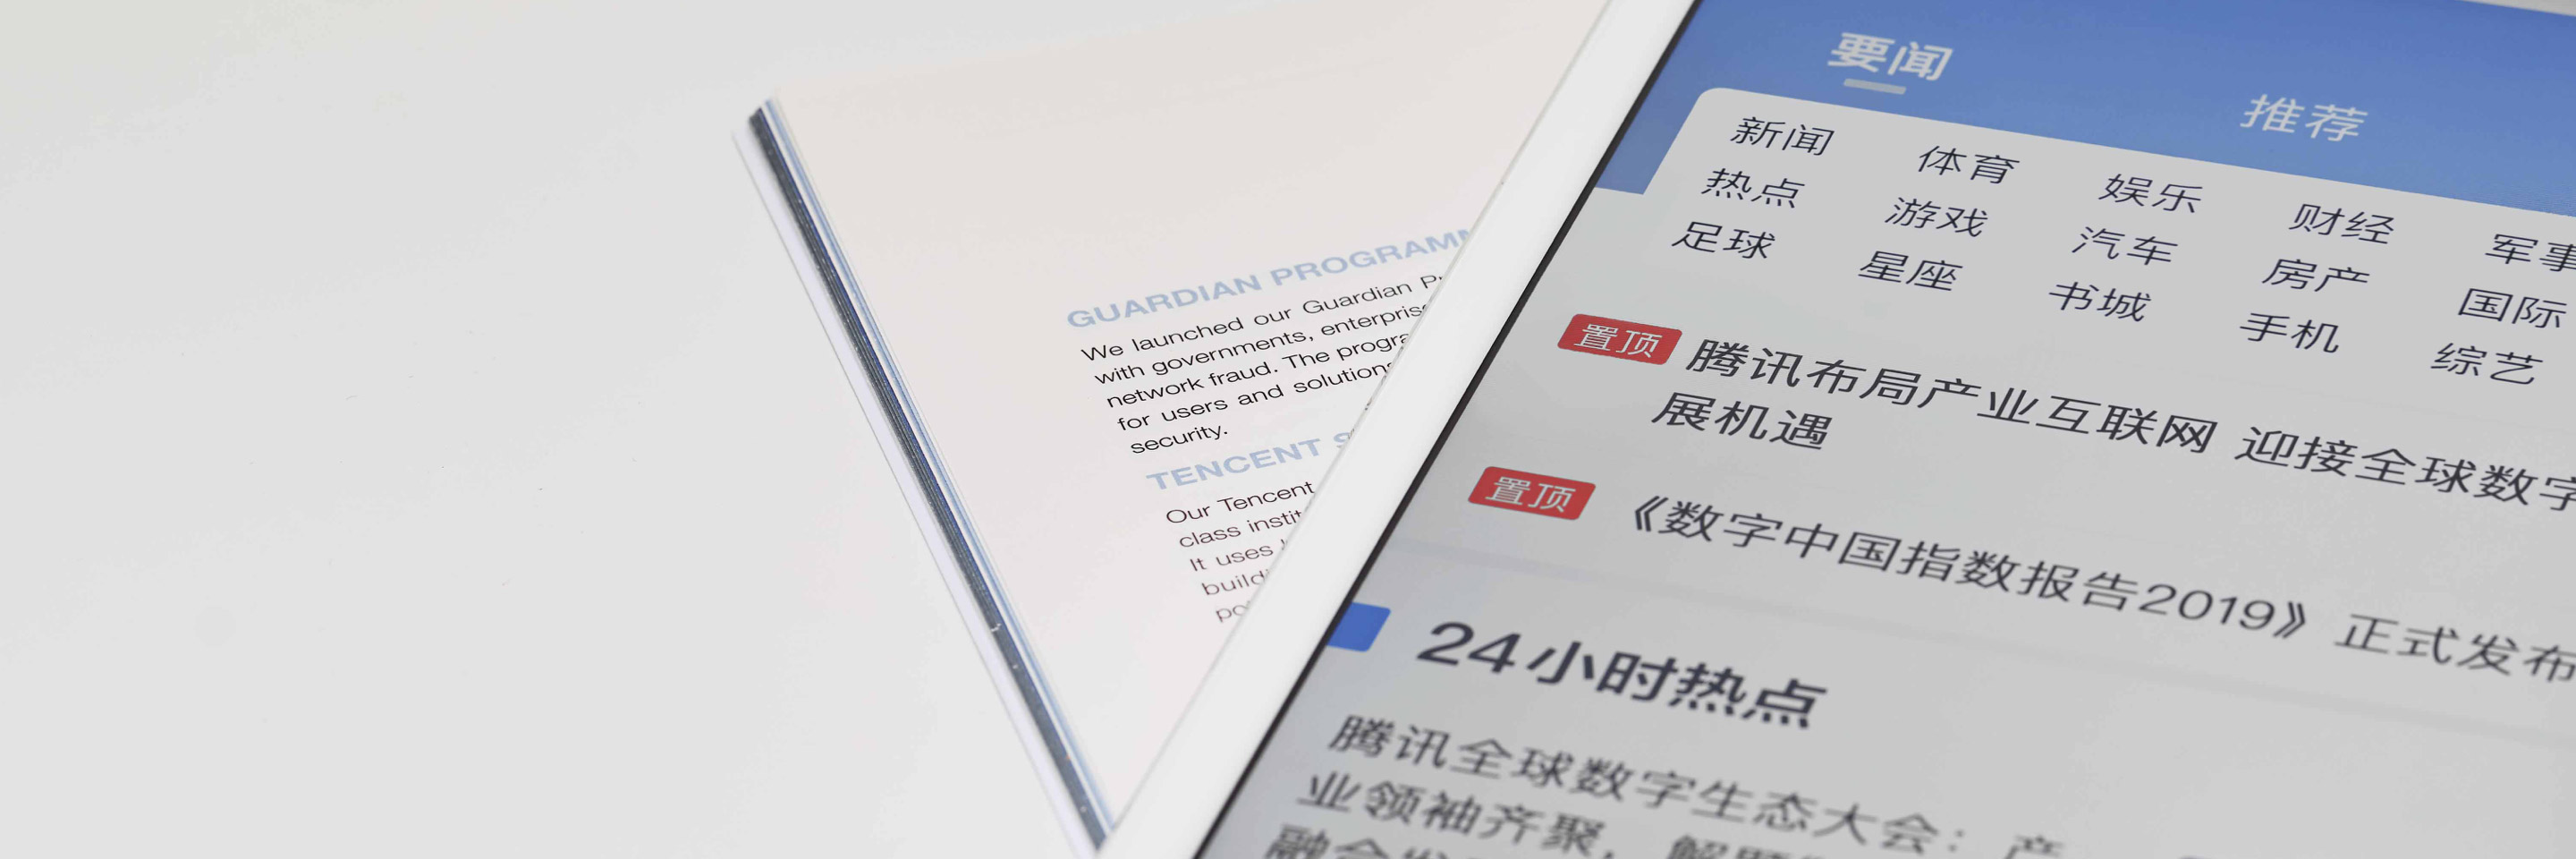 GUARDIAN
We launched our Guardian
with governments,
network fraud. The
for users and
security.
TENCENT
Our Tencent
class
It uses
要闻
推荐
新闻 体育 娱乐 财经 军事
热点 游戏 汽车 房产 国际
足球 星座 书城 手机 综艺
置顶 腾讯布局产业互联网 迎接全球数字
展机遇
置顶 《数字中国指数报告2019》正式发布
24小时热点
腾讯全球数字生态大会：产
业领袖齐聚，
融合